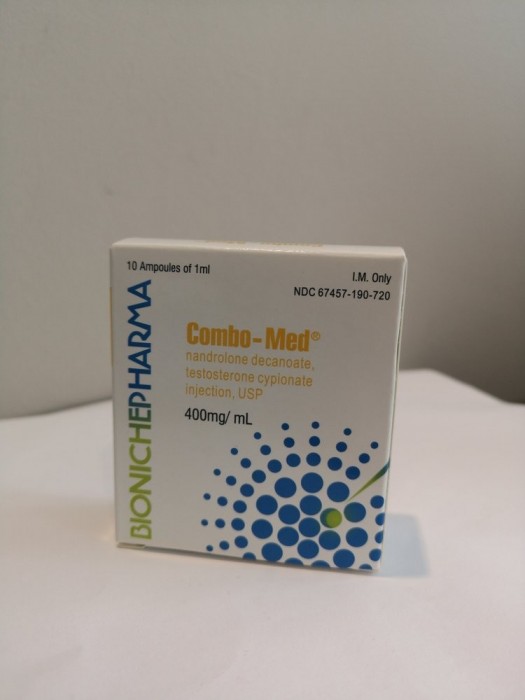 10 Ampoules of 1ml
I.M. Only
NDC 67457-190-720
BIONICHEPHARMA
Combo-Med®
nandrolone decanoate,
testosterone cypionate
injection, USP
400mg/ mL